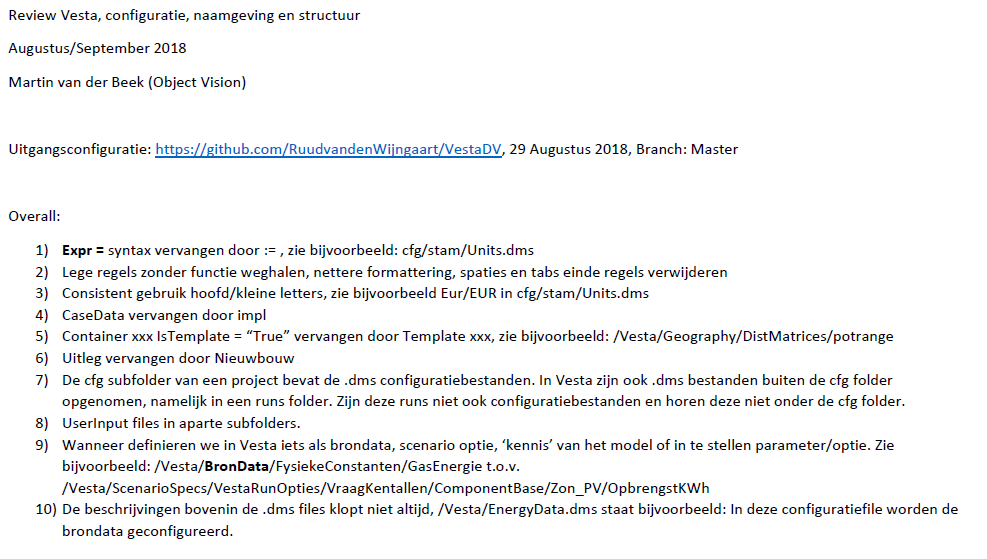 Review Vesta, configuratie, naamgeving en structuur
Augustus/September 2018
Martin van der Beek (Object Vision)
Uitgangsconfiguratie: https://github.com/RuudvandenWijngaart/VestaDV, 29 Augustus 2018, Branch: Master
Overall:
1) Expr = syntax vervangen door := , zie bijvoorbeeld: cfg/stam/Units.dms
2) Lege regels zonder functie weghalen, nettere formattering, spaties en tabs einde regels verwijderen
3) Consistent gebruik hoofd/kleine letters, zie bijvoorbeeld Eur/EUR in cfg/stam/Units.dms
4) CaseData vervangen door impl
5) Container xxx IsTemplate = “True” vervangen door Template xxx, zie bijvoorbeeld: /Vesta/Geography/DistMatrices/potrange
6) Uitleg vervangen door Nieuwbouw
7) De cfg subfolder van een project bevat de .dms configuratiebestanden. In Vesta zijn ook .dms bestanden buiten de cfg folder
opgenomen, namelijk in een runs folder. Zijn deze runs niet ook configuratiebestanden en horen deze niet onder de cfg folder.
8) UserInput files in aparte subfolders.
9) Wanneer definieren we in Vesta iets als brondata, scenario optie, ‘kennis’ van het model of in te stellen parameter/optie. Zie
bijvoorbeeld: /Vesta/BronData/FysiekeConstanten/GasEnergie t.o.v.
/Vesta/ScenarioSpecs/VestaRunOpties/VraagKentallen/ComponentBase/Zon_PV/OpbrengstKWh
10) De beschrijvingen bovenin de .dms files klopt niet altijd, /Vesta/EnergyData.dms staat bijvoorbeeld: In deze configuratiefile worden de
brondata geconfigureerd.